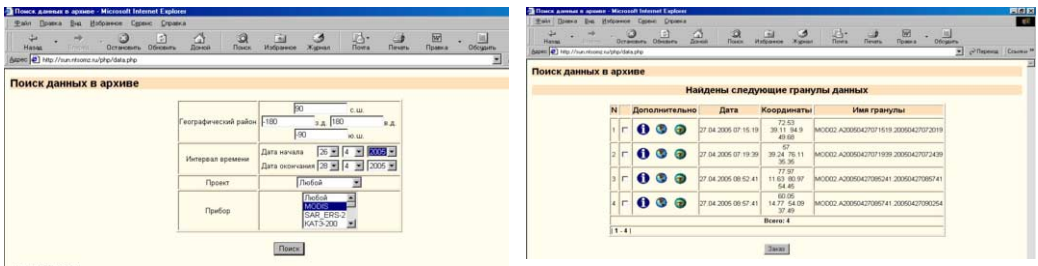 Поиск данных в архиве - Microsoft Internet Explorer
Файл Правка Вид Избранное Сервис Справка
Назад Остановить Обновить Домой Поиск Избранное Журнал Почта Печать Правка Обсудить
Адрес http://sun.ntsomz.ru/php/data.php
Поиск данных в архиве
90 с.ш.
Географический район -180 з.д. 180 в.д.
-90 ю.ш.
Интервал времени Дата начала 26 4 2005
Дата окончания 28 4 2005
Проект Любой
Прибор Любой
MODIS
SAR_ERS-2
КАТЭ-200
Поиск
Поиск данных в архиве - Microsoft Internet Explorer
Файл Правка Вид Избранное Сервис Справка
Назад Остановить Обновить Домой Поиск Избранное Журнал Почта Печать Правка Обсудить
Адрес http://sun.ntsomz.ru/php/data.php Переход Ссылки
Поиск данных в архиве
Найдены следующие гранулы данных
N Дополнительно Дата Координаты Имя гранулы
1 27.04.2005 07:15:19 72.53 39.11 94.9 49.68 MOD02.A20050427071519.20050427072019
2 27.04.2005 07:19:39 57 39.24 76.11 35.35 MOD02.A20050427071939.20050427072439
3 27.04.2005 08:52:41 77.97 11.63 80.97 54.45 MOD02.A20050427085241.20050427085741
4 27.04.2005 08:57:41 60.05 14.77 54.09 37.49 MOD02.A20050427085741.20050427090254
Всего: 4
| 1 - 4 |
Заказ